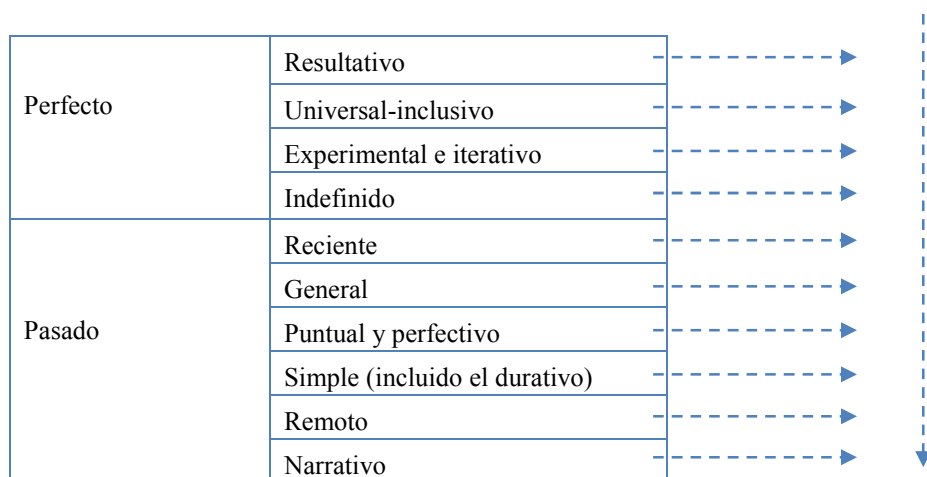 Perfecto
Resultativo
Universal-inclusivo
Experimental e iterativo
Indefinido
Pasado
Reciente
General
Puntual y perfectivo
Simple (incluido el durativo)
Remoto
Narrativo